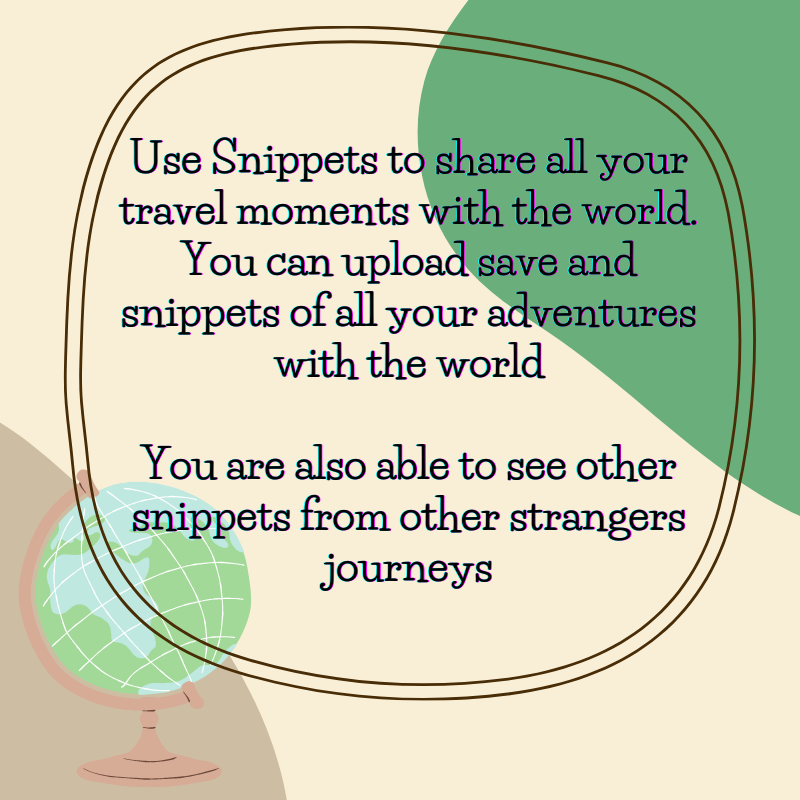 Use Snippets to share all your
travel moments with the world.
You can upload save and
snippets of all your adventures
with the world
You are also able to see other
snippets from other strangers
journeys